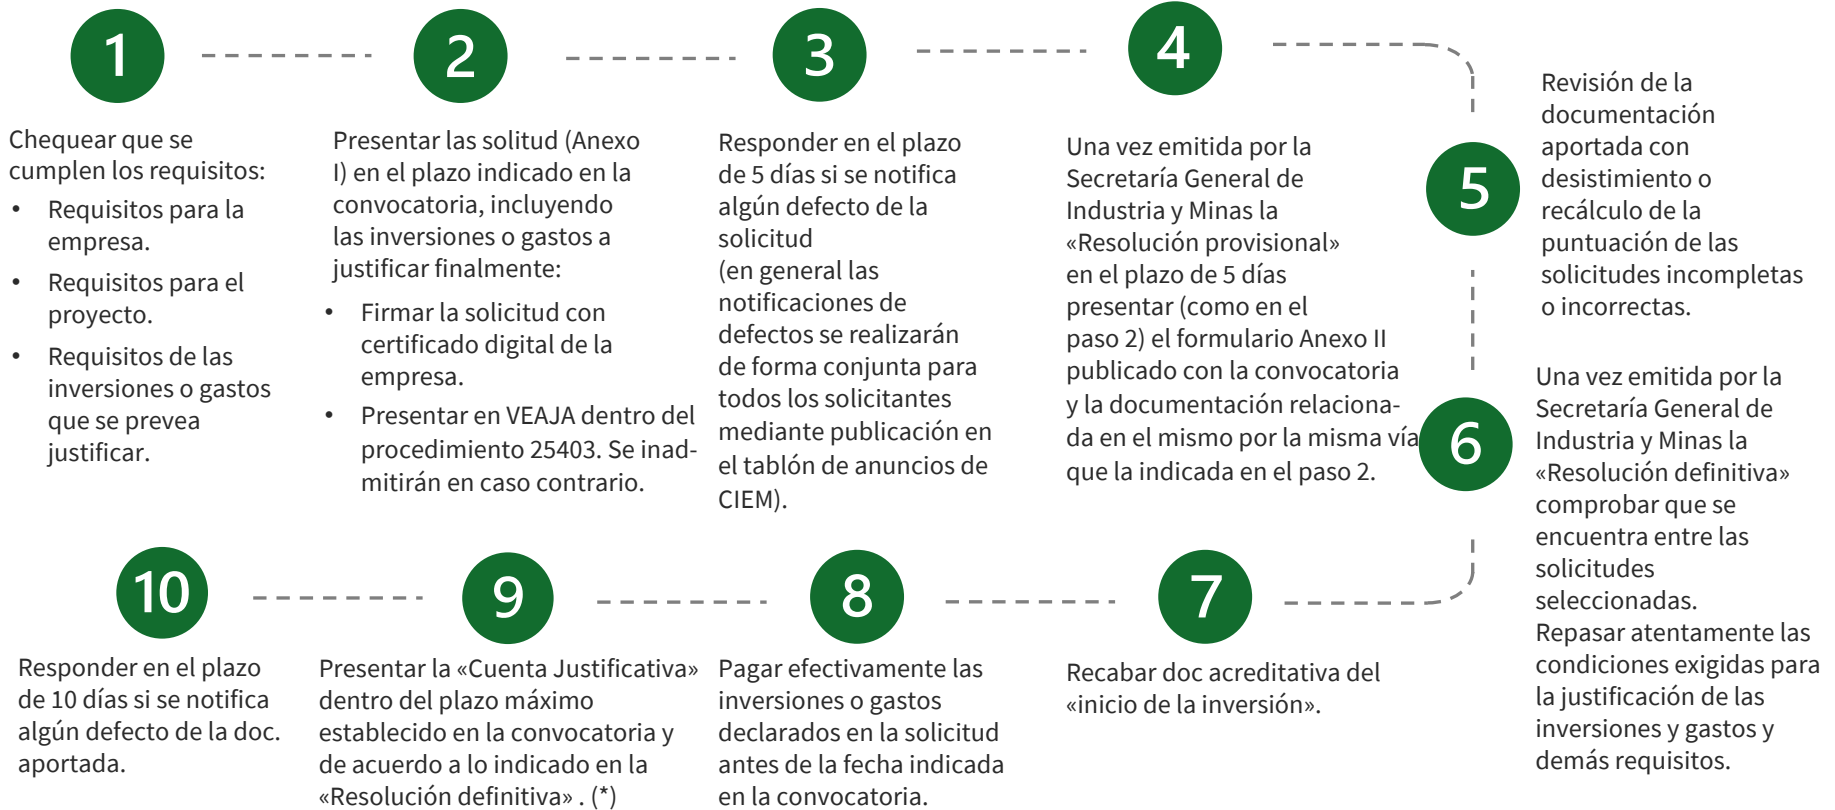 1
Chequear que se
cumplen los requisitos:
• Requisitos para la
empresa.
• Requisitos para el
proyecto.
• Requisitos de las
inversiones o gastos
que se prevea
justificar.
2
Presentar las solitud (Anexo
I) en el plazo indicado en la
convocatoria, incluyendo
las inversiones o gastos a
justificar finalmente:
• Firmar la solicitud con
certificado digital de la
empresa.
• Presentar en VEAJA dentro del
procedimiento 25403. Se inad-
mitirán en caso contrario.
3
Responder en el plazo
de 5 días si se notifica
algún defecto de la
solicitud
(en general las
notificaciones de
defectos se realizarán
de forma conjunta para
todos los solicitantes
mediante publicación en
el tablón de anuncios de
CIEM).
4
Una vez emitida por la
Secretaría General de
Industria y Minas la
«Resolución provisional»
en el plazo de 5 días
presentar (como en el
paso 2) el formulario Anexo II
publicado con la convocatoria
y la documentación relaciona-
da en el mismo por la misma vía
que la indicada en el paso 2.
5
Revisión de la
documentación
aportada con
desistimiento o
recálculo de la
puntuación de las
solicitudes incompletas
o incorrectas.
6
Una vez emitida por la
Secretaría General de
Industria y Minas la
«Resolución definitiva»
comprobar que se
encuentra entre las
solicitudes
seleccionadas.
Repasar atentamente las
condiciones exigidas para
la justificación de las
inversiones y gastos y
demás requisitos.
7
Recabar doc acreditativa del
«inicio de la inversión».
8
Pagar efectivamente las
inversiones o gastos
declarados en la solicitud
antes de la fecha indicada
en la convocatoria.
9
Presentar la «Cuenta Justificativa»
dentro del plazo máximo
establecido en la convocatoria y
de acuerdo a lo indicado en la
«Resolución definitiva» . (*)
10
Responder en el plazo
de 10 días si se notifica
algún defecto de la doc.
aportada.